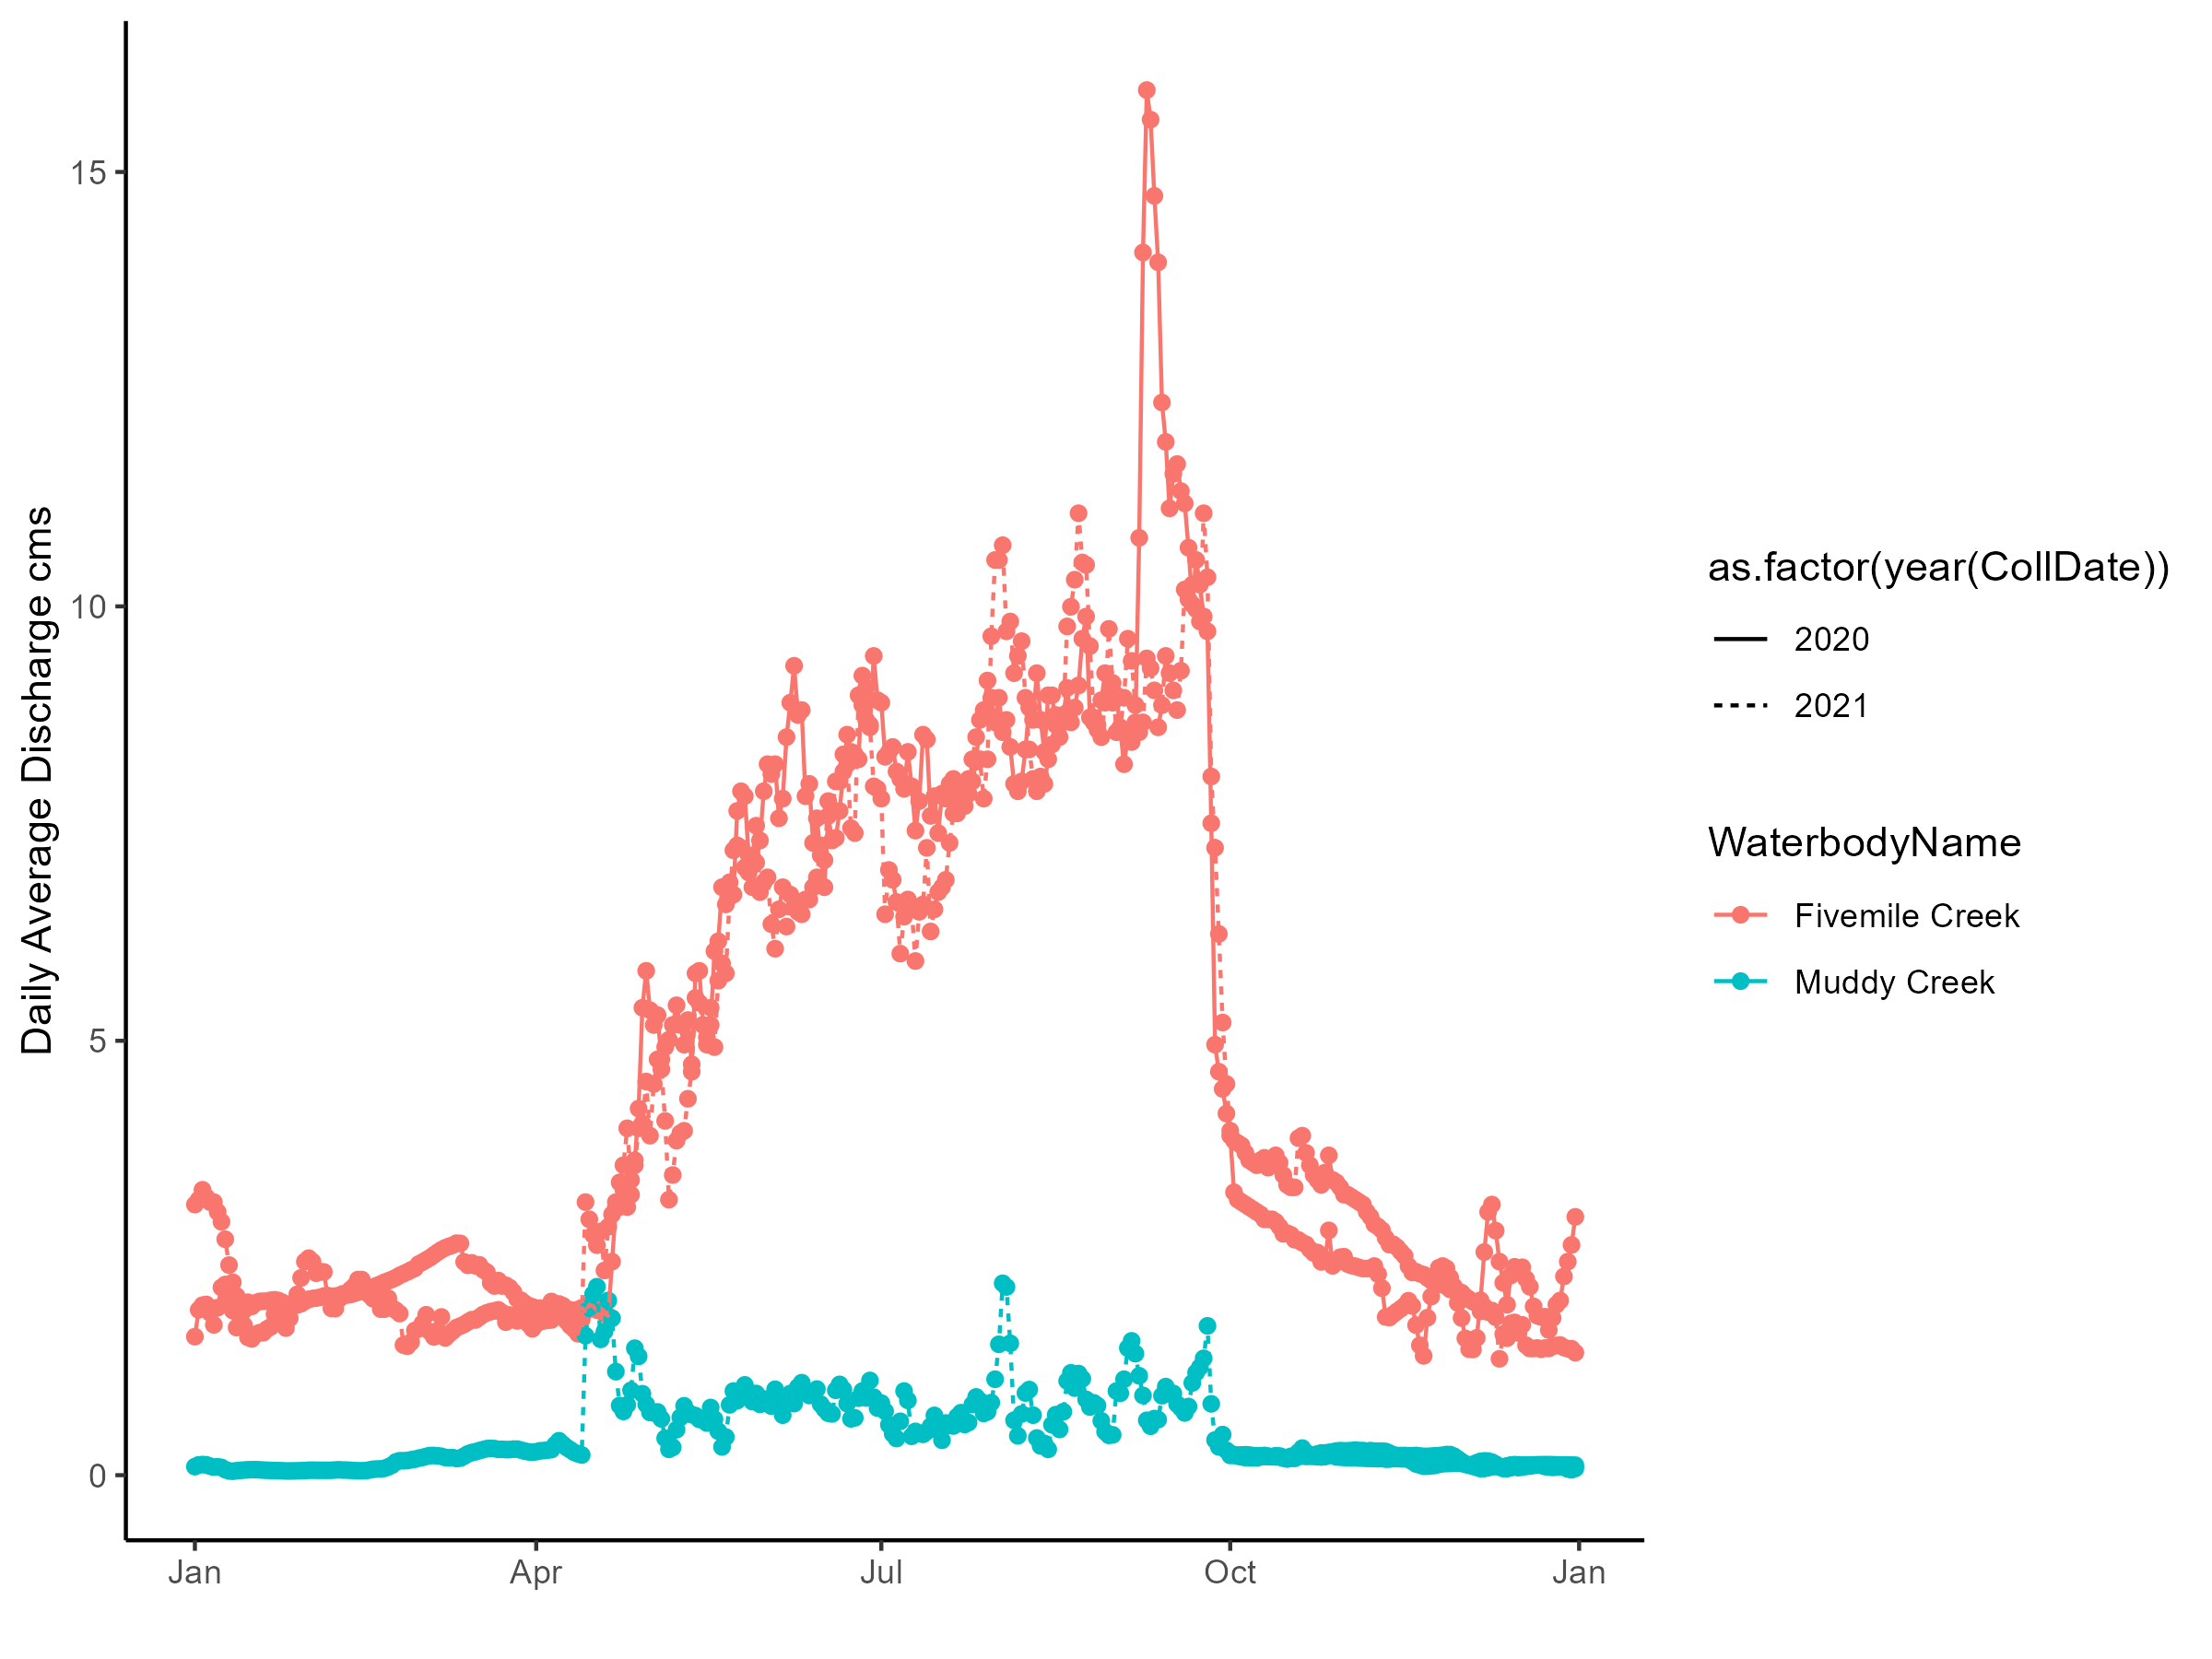 Daily Average Discharge cms
15
10
5
0
Jan Apr Jul Oct Jan
as.factor(year(CollDate))
2020
2021
WaterbodyName
Fivemile Creek
Muddy Creek